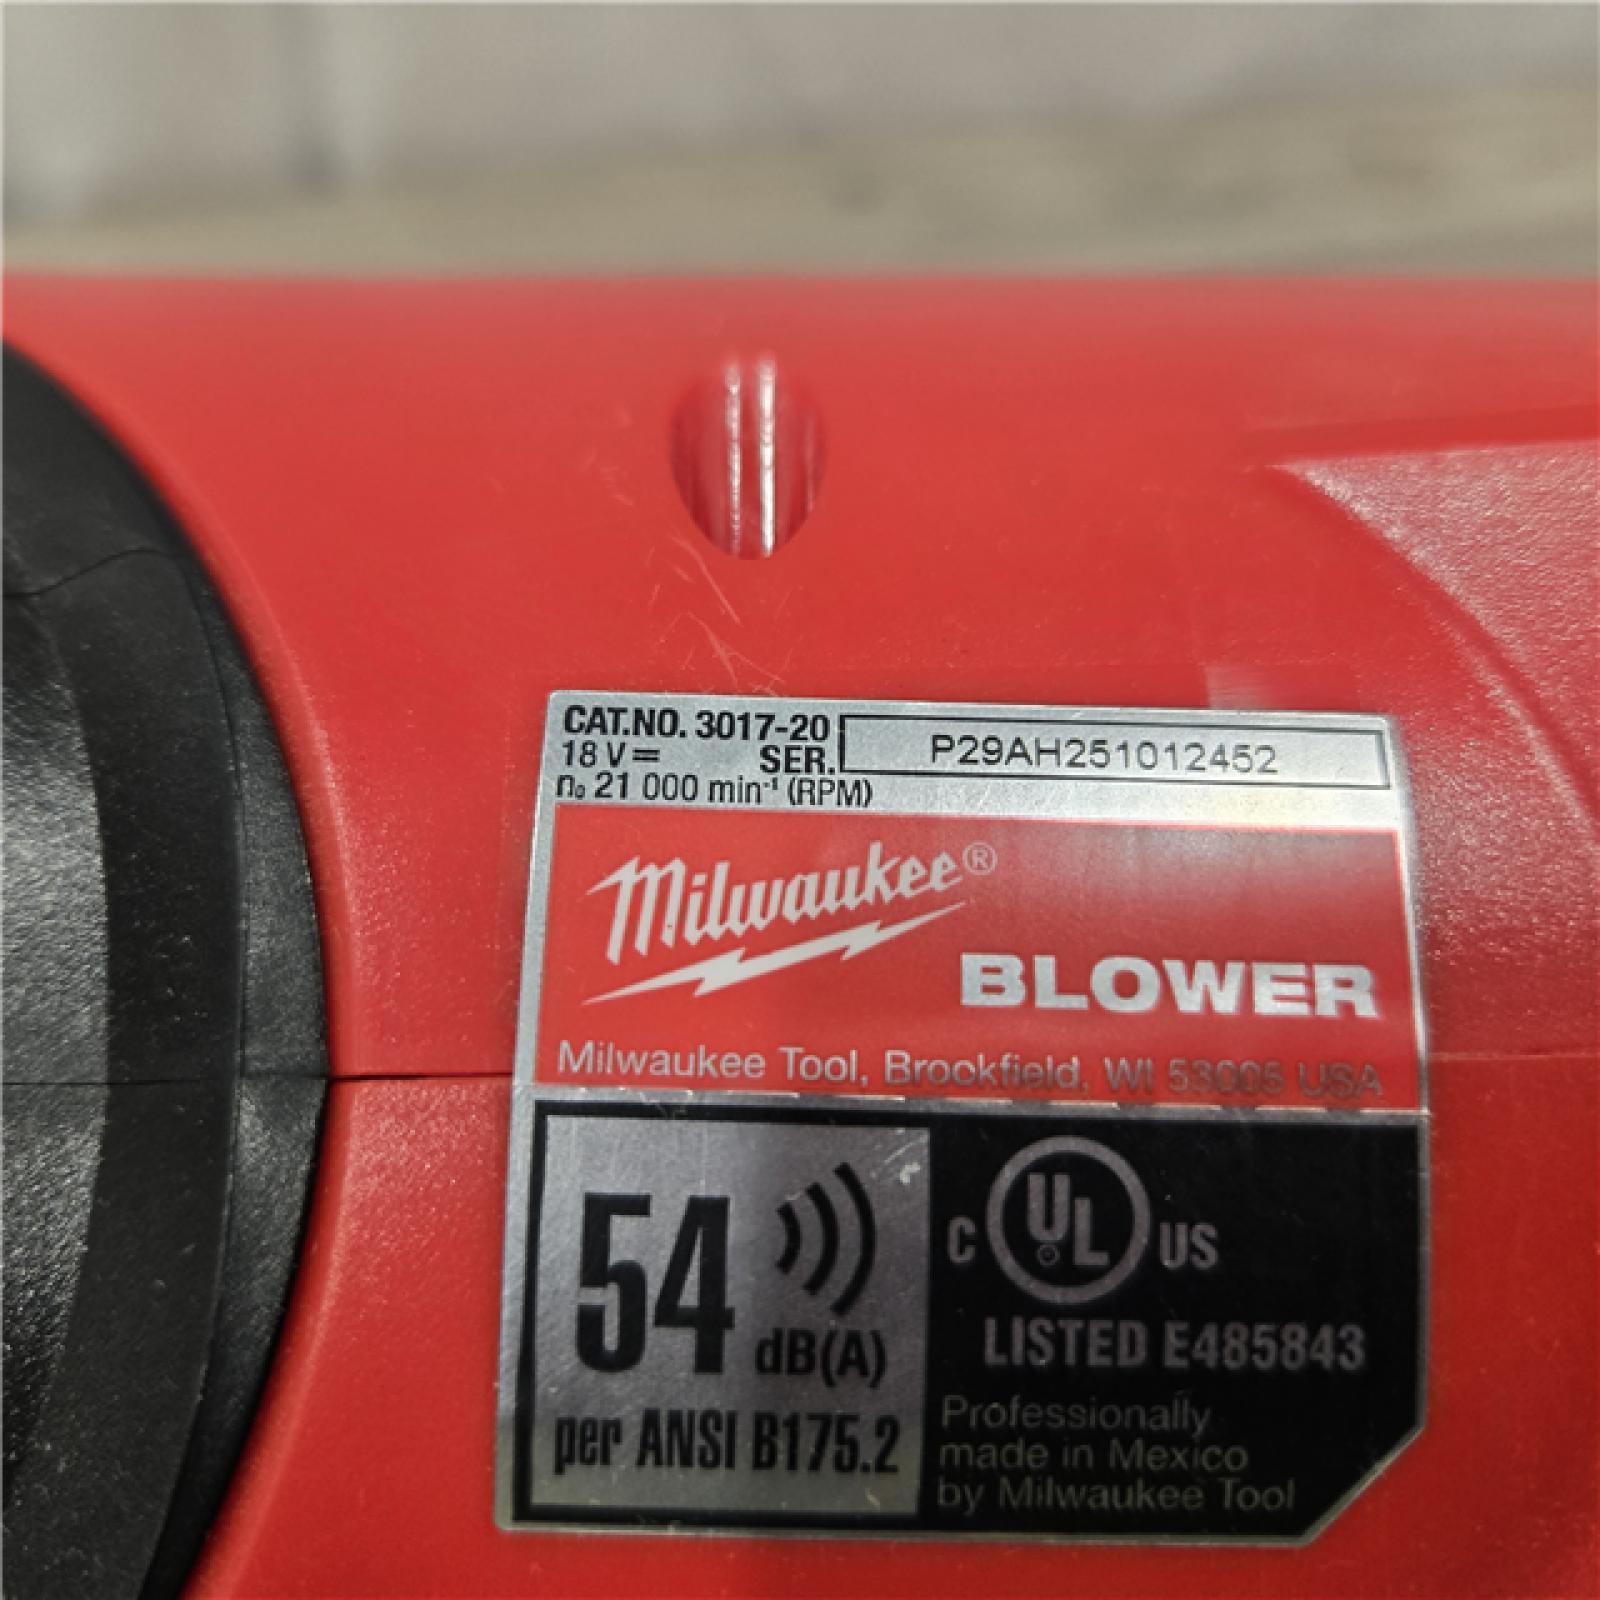 CAT.NO. 3017-20
18 V⎓ SER. P29AH251012452
n₀ 21 000 min⁻¹ (RPM)
Milwaukee®
BLOWER
Milwaukee Tool, Brookfield, WI 53005 USA
54 dB(A)
per ANSI B175.2
C UL US
LISTED E485843
Professionally
made in Mexico
by Milwaukee Tool